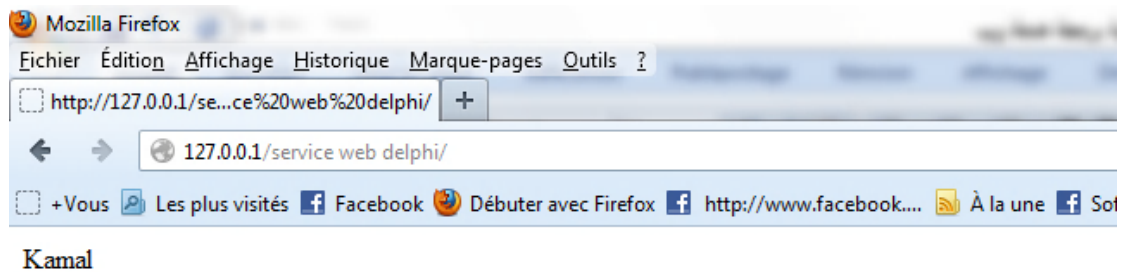 Mozilla Firefox
Fichier Édition Affichage Historique Marque-pages Outils ?
http://127.0.0.1/se...ce%20web%20delphi/ +
127.0.0.1/service web delphi/
+Vous Les plus visités Facebook Débuter avec Firefox http://www.facebook.... À la une Sof
Kamal